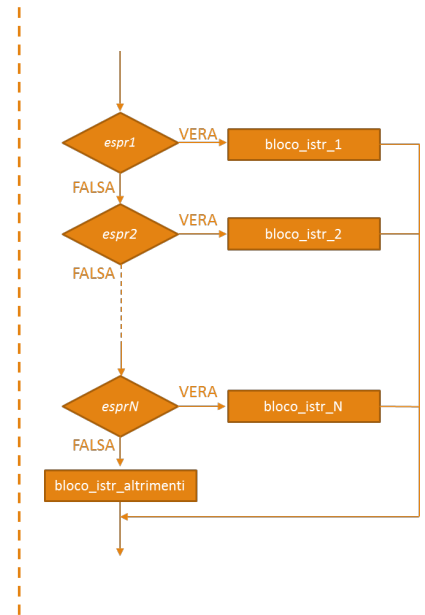 espr1
VERA
bloco_istr_1
FALSA
espr2
VERA
bloco_istr_2
FALSA
esprN
VERA
bloco_istr_N
FALSA
bloco_istr_altrimenti